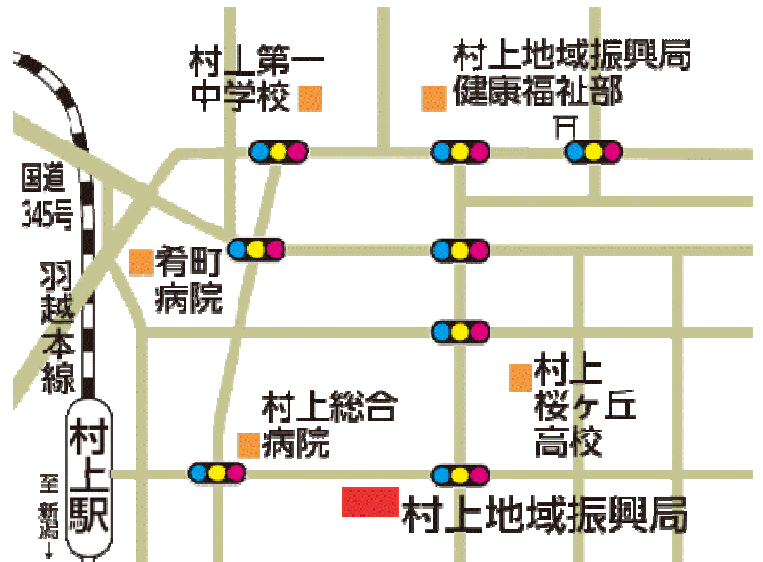 村上第一
中学校
村上地域振興局
健康福祉部
国道
345号
肴町
病院
羽越本線
村上
桜ヶ丘
高校
村上総合
病院
村上駅
至新潟↓
村上地域振興局